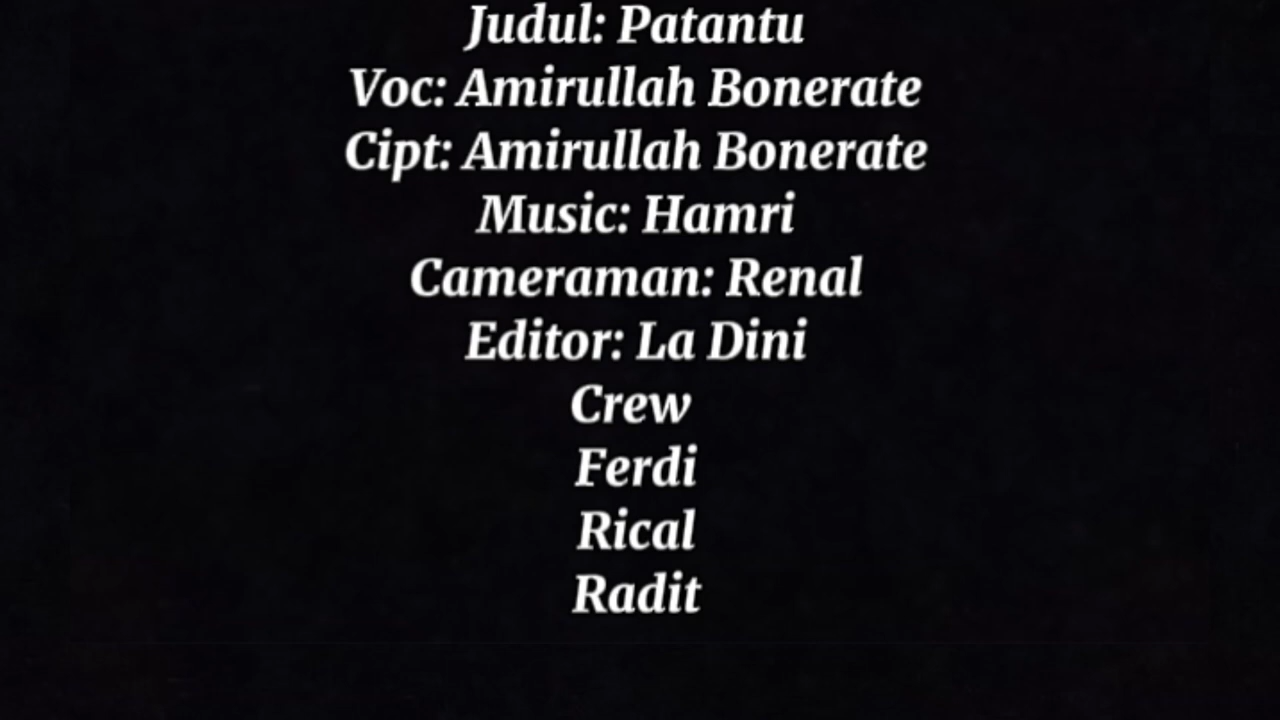 Judul: Patantu
Voc: Amirullah Bonerate
Cipt: Amirullah Bonerate
Music: Hamri
Cameraman: Renal
Editor: La Dini
Crew
Ferdi
Rical
Radit